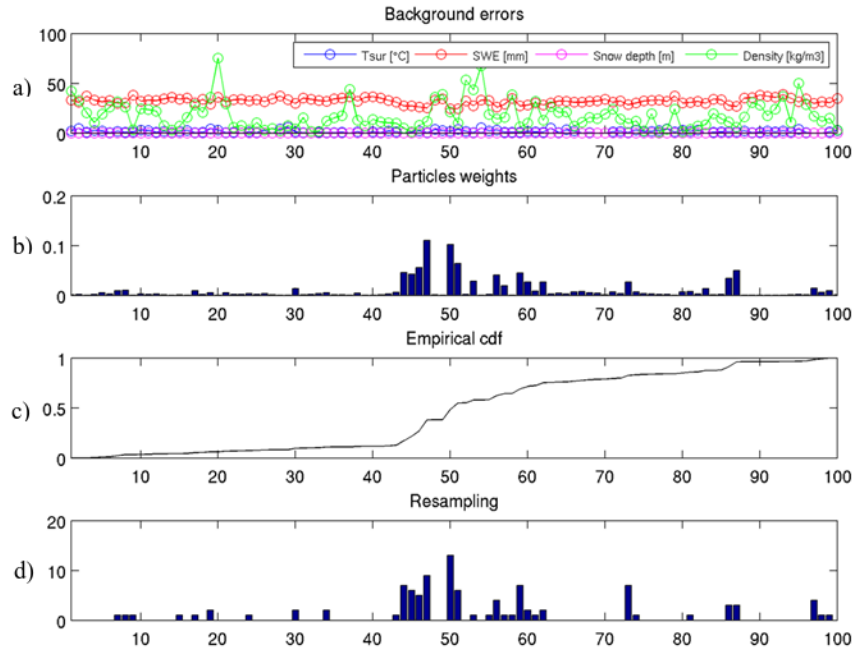 Background errors
a)
100
50
0
Tsur [°C] SWE [mm] Snow depth [m] Density [kg/m3]
10 20 30 40 50 60 70 80 90 100
Particles weights
b)
0.2
0.1
0
10 20 30 40 50 60 70 80 90 100
Empirical cdf
c)
1
0.5
0
10 20 30 40 50 60 70 80 90 100
Resampling
d)
20
10
0
10 20 30 40 50 60 70 80 90 100